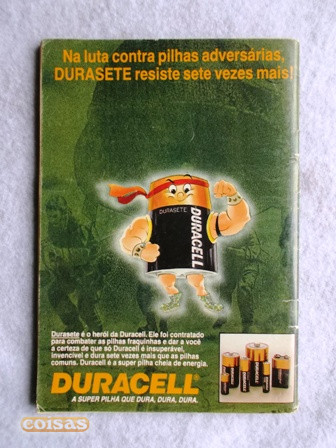 Na luta contra pilhas adversárias,
DURASETE resiste sete vezes mais!
DURASETE
DURACELL
Durasete é o herói da Duracell. Ele foi contratado
para combater as pilhas fraquinhas e dar a você
a certeza de que só Duracell é insuperável,
invencível e dura sete vezes mais que as pilhas
comuns. Duracell é a super pilha cheia de energia.
DURACELL
A SUPER PILHA QUE DURA, DURA, DURA.
coisas